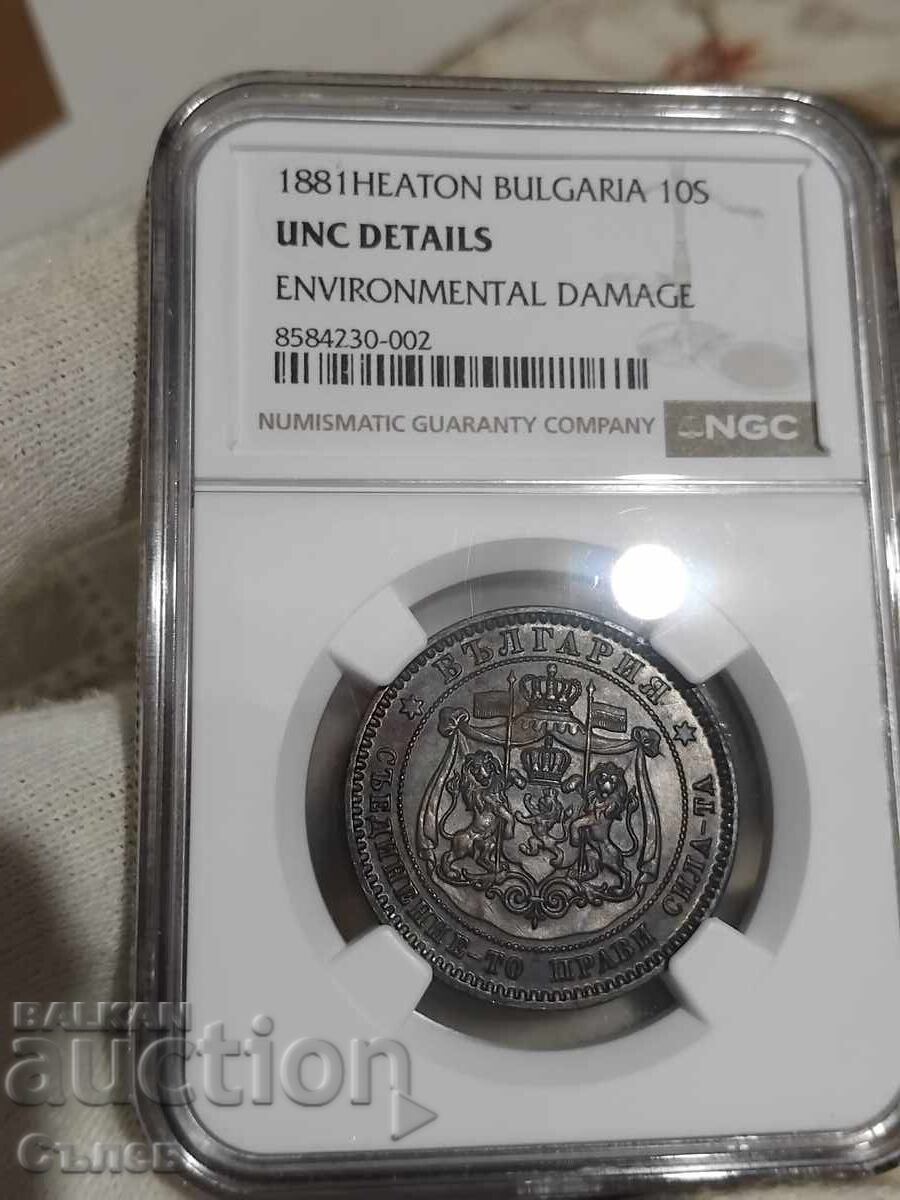 1881HEATON BULGARIA 10S
UNC DETAILS
ENVIRONMENTAL DAMAGE
8584230-002
NUMISMATIC GUARANTY COMPANY NGC
БЪЛГАРИЯ
СЪЕДИНЕНИЕ-ТО ПРАВИ СИЛА-ТА
BALKAN
auction
Сълев